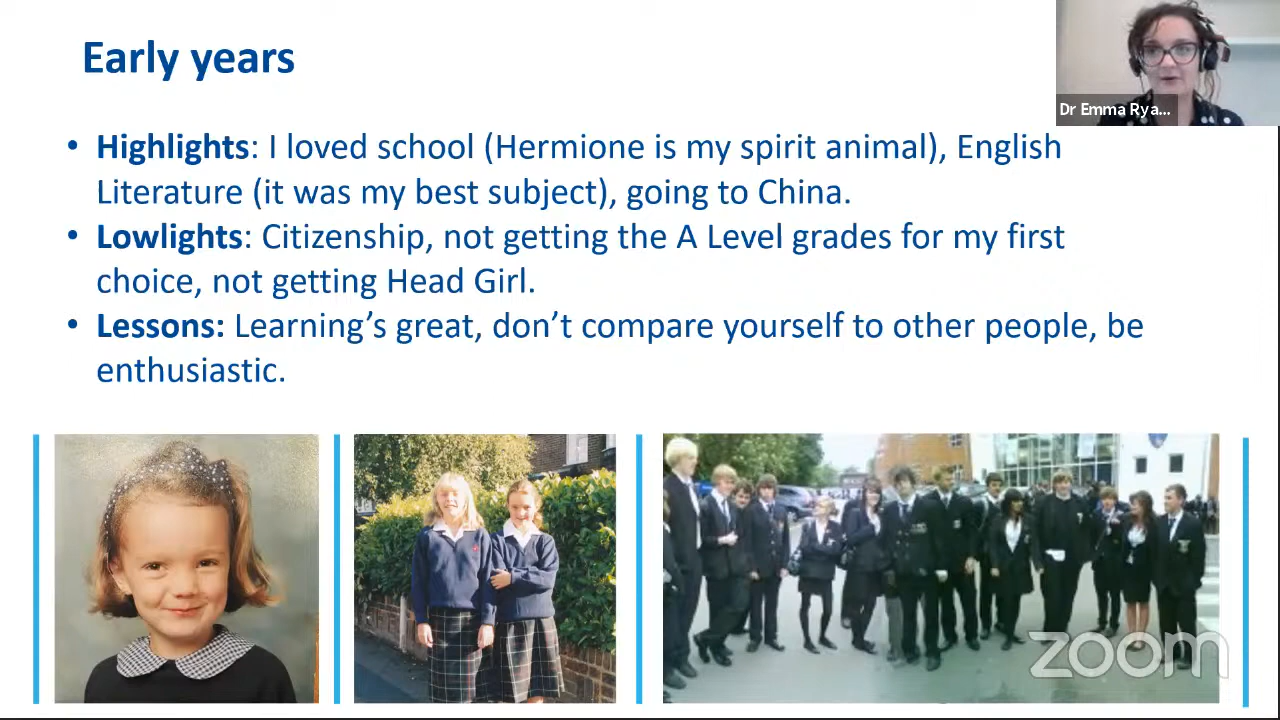 Early years
Dr Emma Rya...
• Highlights: I loved school (Hermione is my spirit animal), English
Literature (it was my best subject), going to China.
• Lowlights: Citizenship, not getting the A Level grades for my first
choice, not getting Head Girl.
• Lessons: Learning’s great, don’t compare yourself to other people, be
enthusiastic.
zoom